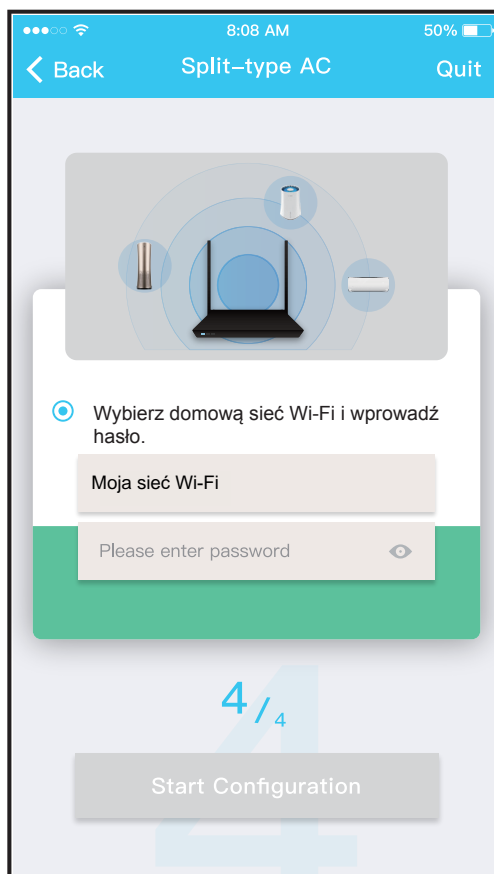 8:08 AM
50%
Back
Split-type AC
Quit
Wybierz domową sieć Wi-Fi i wprowadź
hasło.
Moja sieć Wi-Fi
Please enter password
4/4
4
Start Configuration